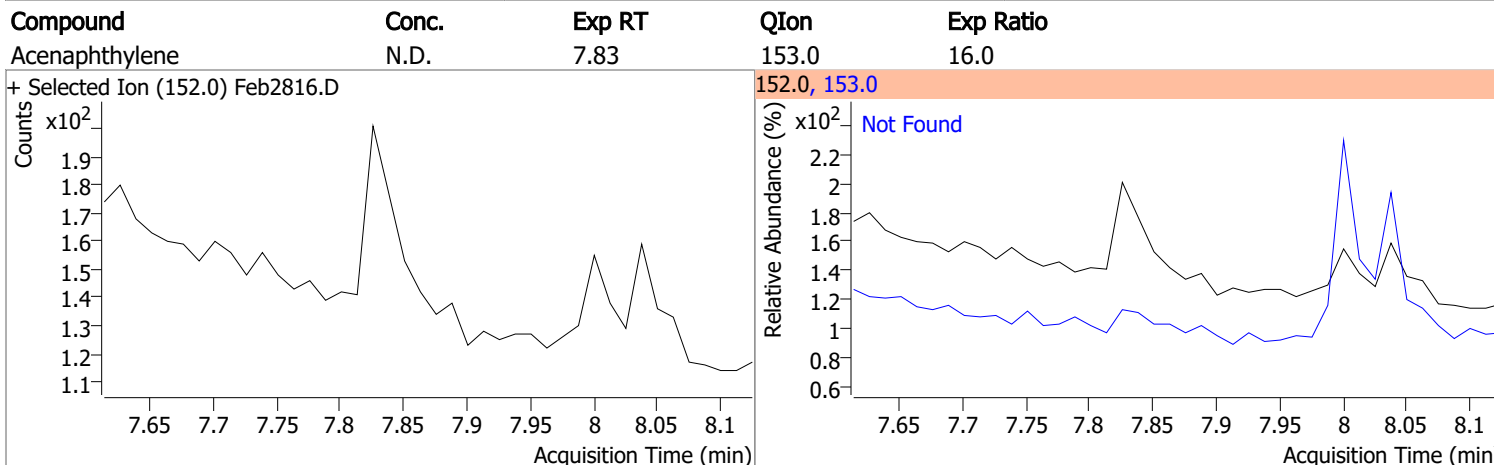 Compound Conc. Exp RT QIon Exp Ratio
Acenaphthylene N.D. 7.83 153.0 16.0
+ Selected Ion (152.0) Feb2816.D
Counts
x10²
1.9
1.8
1.7
1.6
1.5
1.4
1.3
1.2
1.1
7.65 7.7 7.75 7.8 7.85 7.9 7.95 8 8.05 8.1
Acquisition Time (min)
152.0, 153.0
Relative Abundance (%)
x10²
Not Found
2.2
2
1.8
1.6
1.4
1.2
1
0.8
0.6
7.65 7.7 7.75 7.8 7.85 7.9 7.95 8 8.05 8.1
Acquisition Time (min